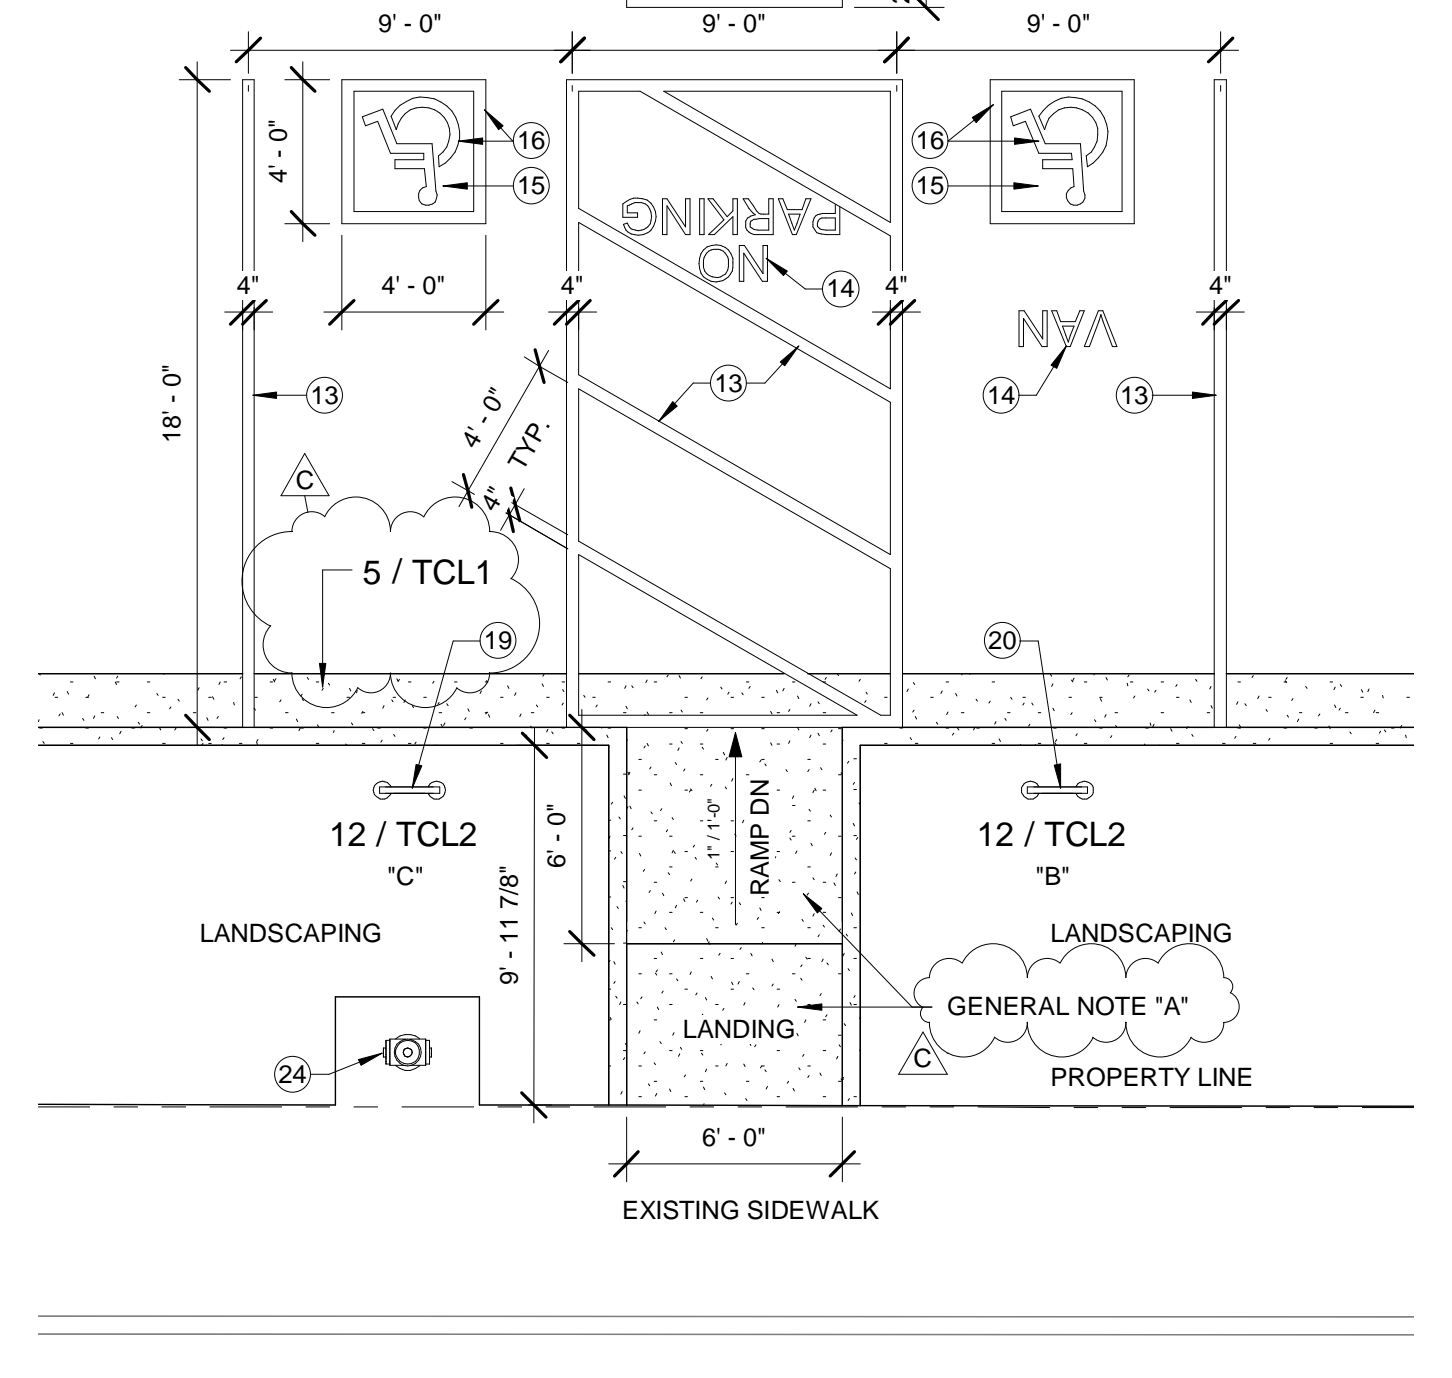 9' - 0"
9' - 0"
9' - 0"
4' - 0"
16
15
16
15
PARKING
NO
14
4"
4' - 0"
4"
4"
4"
VAN
18' - 0"
13
13
14
13
4' - 0"
TYP.
4"
C
5 / TCL1
19
20
6' - 0"
1" / 1'-0"
RAMP DN
12 / TCL2
"C"
12 / TCL2
"B"
9' - 11 7/8"
LANDSCAPING
LANDSCAPING
GENERAL NOTE "A"
LANDING
C
24
PROPERTY LINE
6' - 0"
EXISTING SIDEWALK